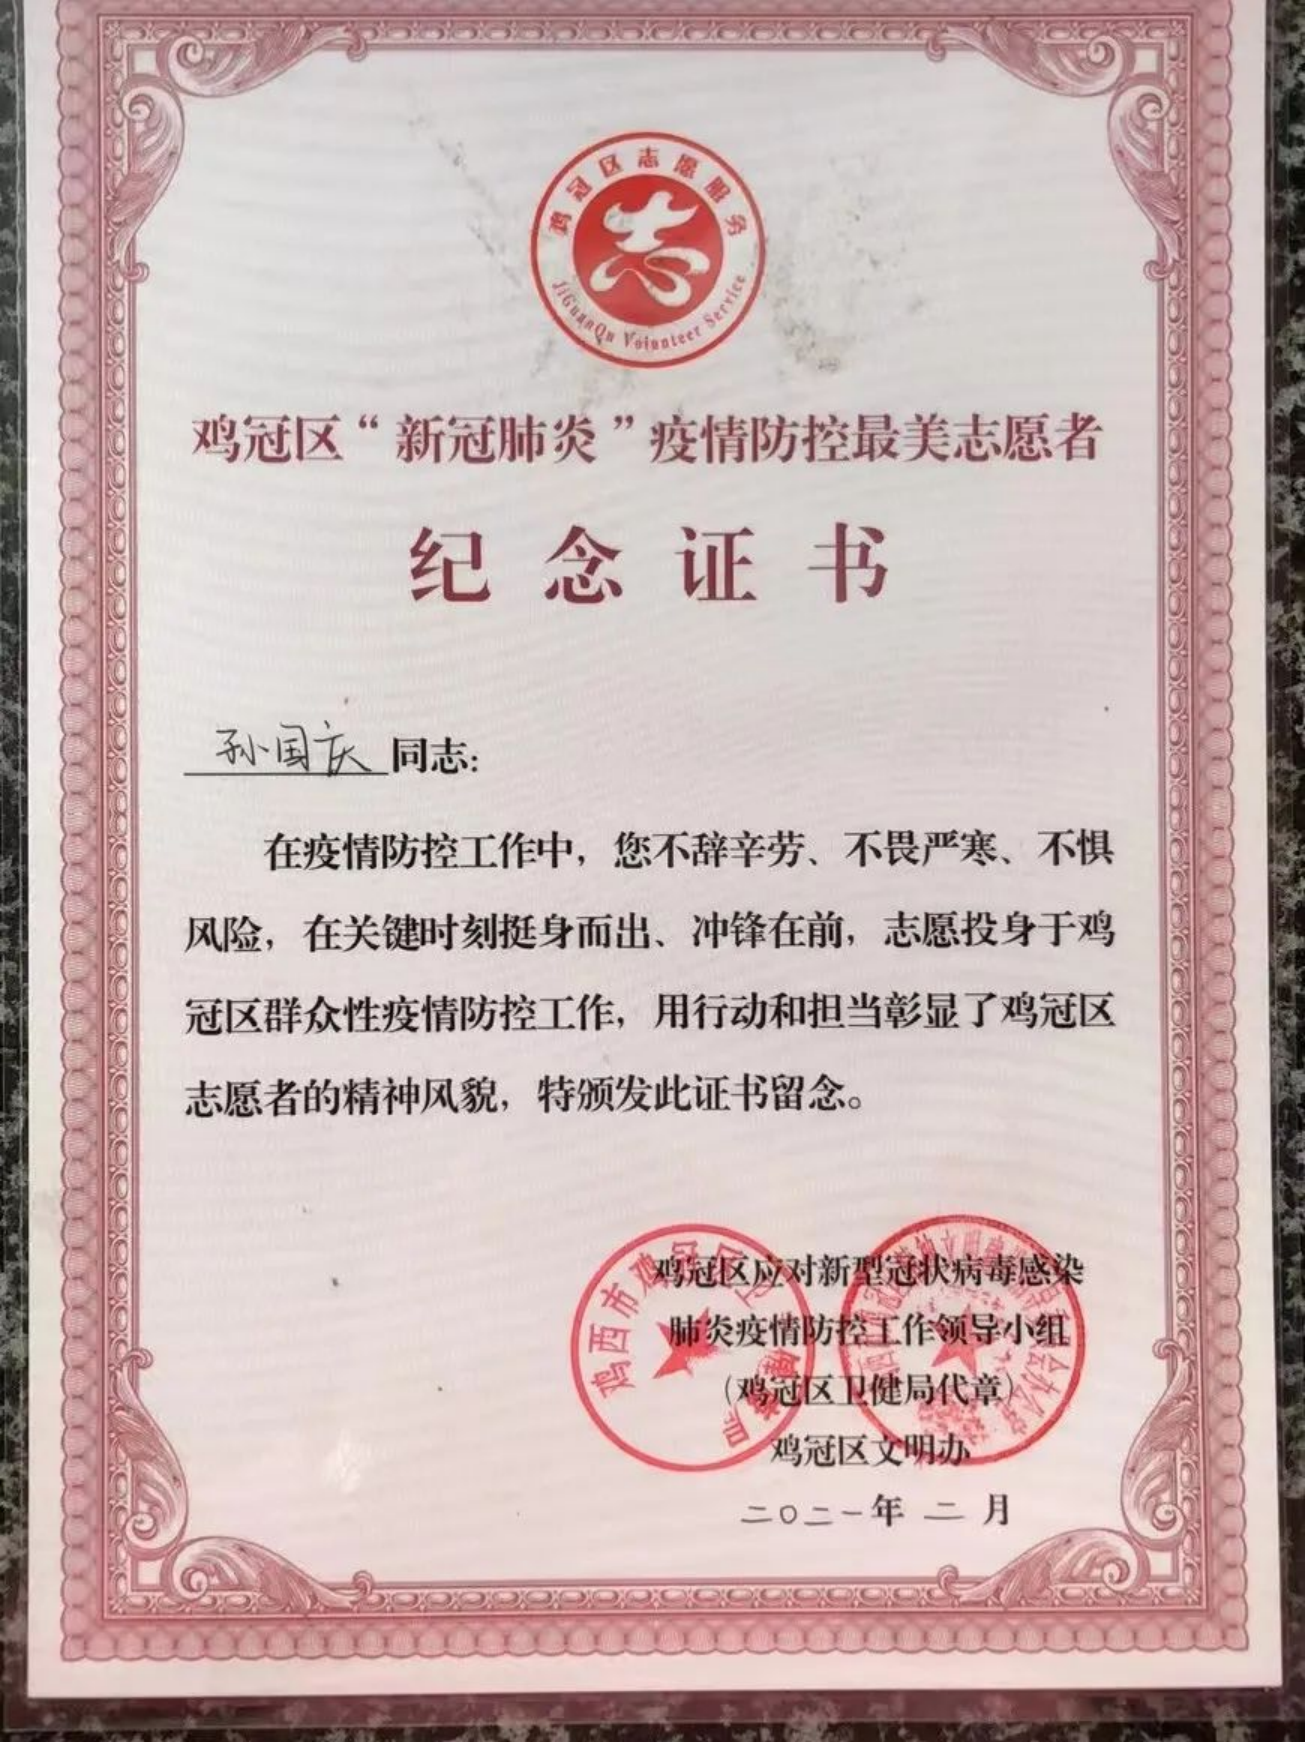 鸡冠区志愿服务
志
JiGuanQu Volunteer Service
鸡冠区“新冠肺炎”疫情防控最美志愿者
纪念证书
孙国庆 同志：
在疫情防控工作中，您不辞辛劳、不畏严寒、不惧
风险，在关键时刻挺身而出、冲锋在前，志愿投身于鸡
冠区群众性疫情防控工作，用行动和担当彰显了鸡冠区
志愿者的精神风貌，特颁发此证书留念。
鸡冠区应对新型冠状病毒感染
肺炎疫情防控工作领导小组
（鸡冠区卫健局代章）
鸡冠区文明办
二〇二一年 二 月
鸡西市鸡冠区卫